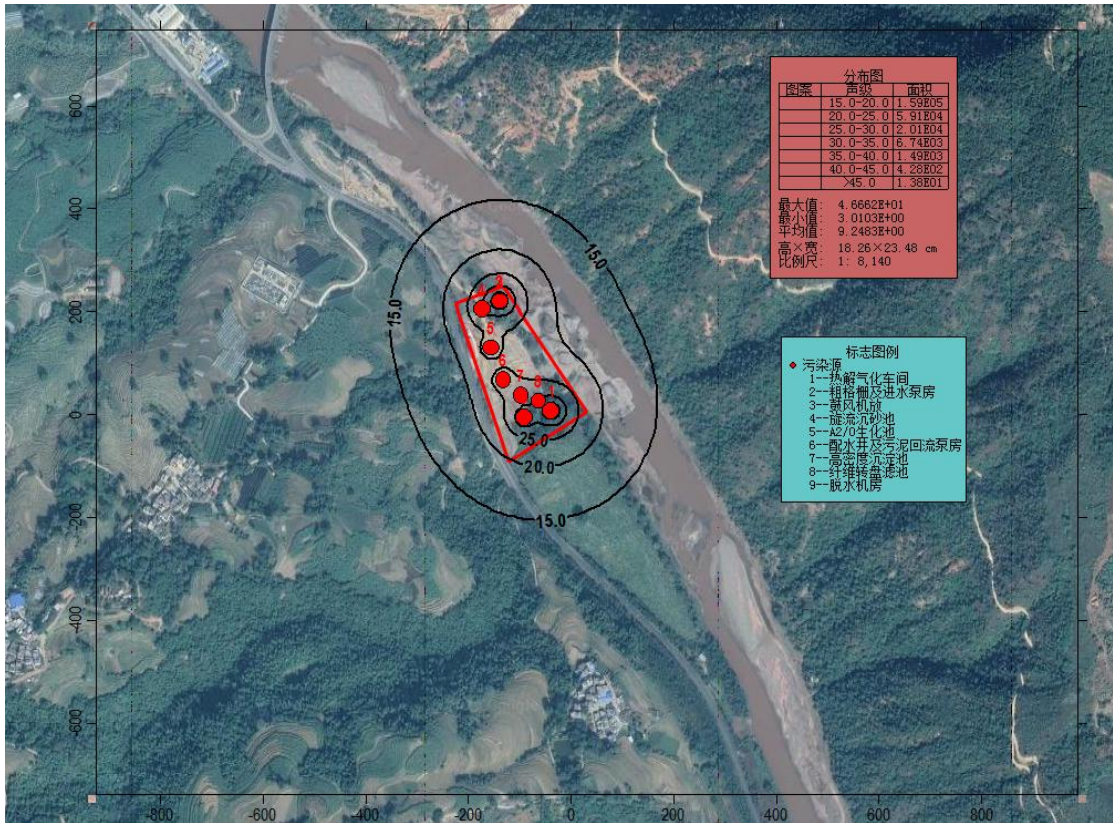 分布图
图案 声级 面积
15.0-20.0 1.59E05
20.0-25.0 5.91E04
25.0-30.0 2.01E04
30.0-35.0 6.74E03
35.0-40.0 1.49E03
40.0-45.0 4.28E02
>45.0 1.38E01
最大值: 4.6662E+01
最小值: 3.0103E+00
平均值: 9.2483E+00
高×宽: 18.26×23.48 cm
比例尺: 1: 8,140
标志图例
污染源
1--热解气化车间
2--粗格栅及进水泵房
3--鼓风机放
4--旋流沉砂池
5--A2/O生化池
6--配水井及污泥回流泵房
7--高密度沉淀池
8--纤维转盘滤池
9--脱水机房
600
400
200
0
-200
-400
-600
15.0
15.0
4
5
6
7
8
25.0
20.0
15.0
-800 -600 -400 -200 0 200 400 600 800